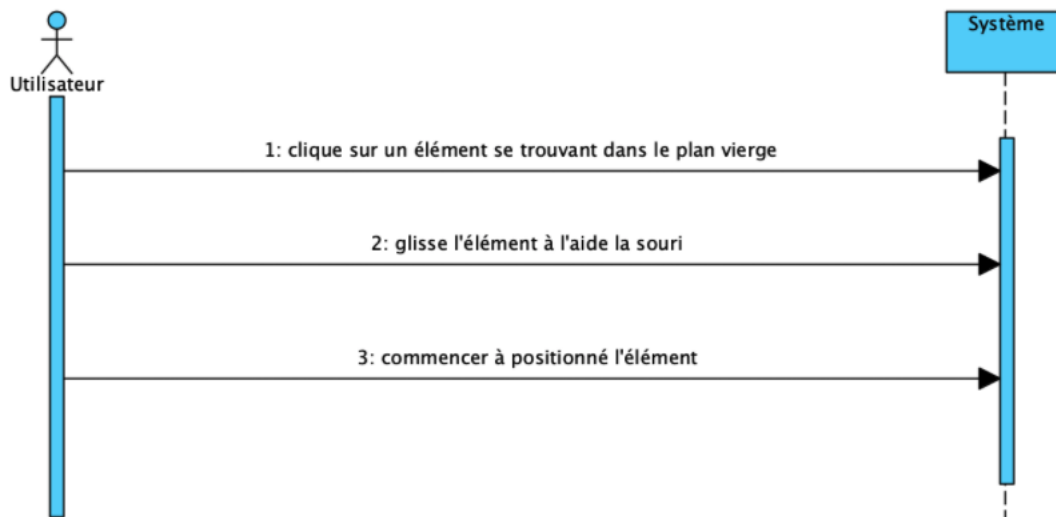 Système
Utilisateur
1: clique sur un élément se trouvant dans le plan vierge
2: glisse l'élément à l'aide la souri
3: commencer à positionné l'élément